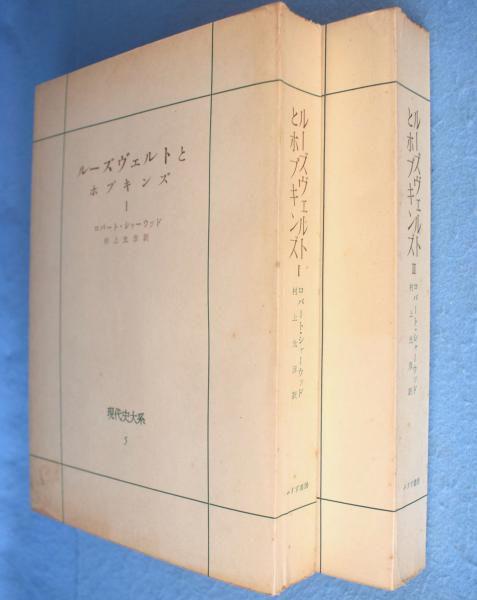 ルーズヴェルトと
ホプキンズ
I
ロバート・シャーウッド
村上光彦訳
現代史大系
5
ルーズヴェルト
とホプキンズ
I
ロバート・シャーウッド
村上光彦訳
みすず書房
ルーズヴェルト
とホプキンズ
II
ロバート・シャーウッド
村上光彦訳
みすず書房